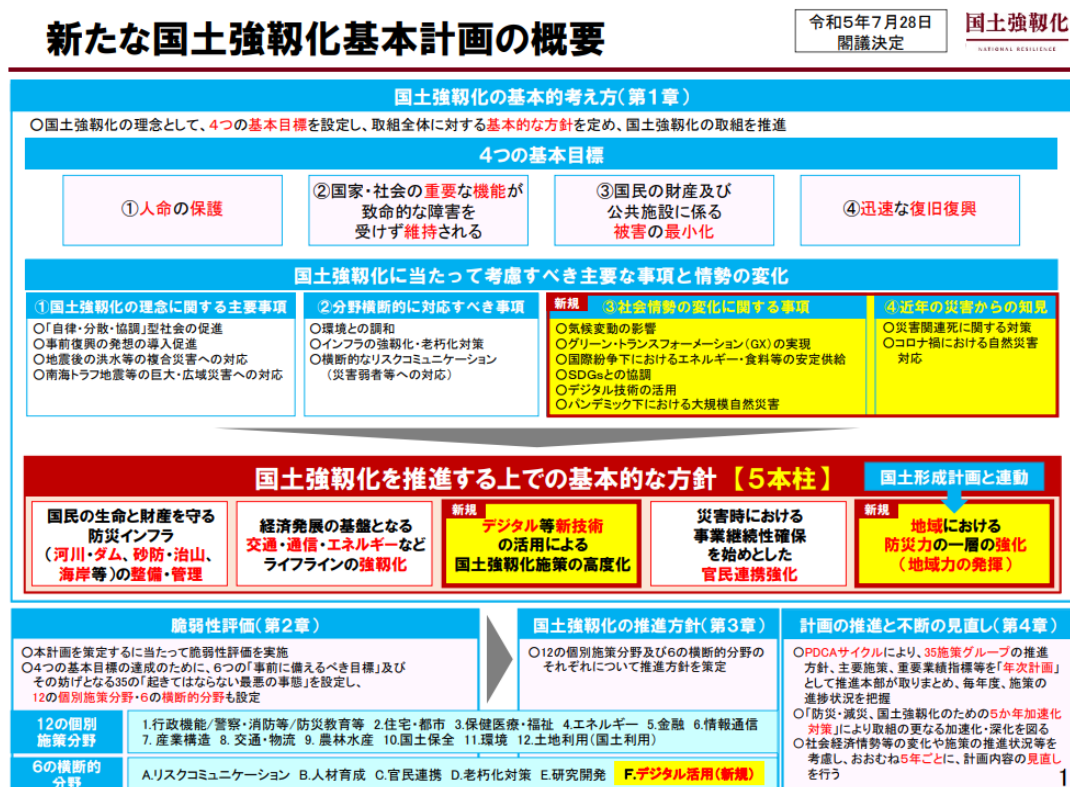 新たな国土強靱化基本計画の概要
令和5年7月28日
閣議決定
国土強靱化
NATIONAL RESILIENCE
国土強靱化の基本的考え方(第1章)
○国土強靱化の理念として、4つの基本目標を設定し、取組全体に対する基本的な方針を定め、国土強靱化の取組を推進
4つの基本目標
①人命の保護
②国家・社会の重要な機能が
致命的な障害を
受けず維持される
③国民の財産及び
公共施設に係る
被害の最小化
④迅速な復旧復興
国土強靱化に当たって考慮すべき主要な事項と情勢の変化
①国土強靱化の理念に関する主要事項
○「自律・分散・協調」型社会の促進
○事前復興の発想の導入促進
○地震後の洪水等の複合災害への対応
○南海トラフ地震等の巨大・広域災害への対応
②分野横断的に対応すべき事項
○環境との調和
○インフラの強靱化・老朽化対策
○横断的なリスクコミュニケーション
(災害弱者等への対応)
新規
③社会情勢の変化に関する事項
○気候変動の影響
○グリーン・トランスフォーメーション(GX)の実現
○国際紛争下におけるエネルギー・食料等の安定供給
○SDGsとの協調
○デジタル技術の活用
○パンデミック下における大規模自然災害
④近年の災害からの知見
○災害関連死に関する対策
○コロナ禍における自然災害
対応
国土強靱化を推進する上での基本的な方針 【5本柱】
国土形成計画と連動
国民の生命と財産を守る
防災インフラ
(河川・ダム、砂防・治山、
海岸等)の整備・管理
経済発展の基盤となる
交通・通信・エネルギーなど
ライフラインの強靱化
新規
デジタル等新技術
の活用による
国土強靱化施策の高度化
災害時における
事業継続性確保
を始めとした
官民連携強化
新規
地域における
防災力の一層の強化
(地域力の発揮)
脆弱性評価(第2章)
○本計画を策定するに当たって脆弱性評価を実施
○4つの基本目標の達成のために、6つの「事前に備えるべき目標」及び
その妨げとなる35の「起きてはならない最悪の事態」を設定し、
12の個別施策分野・6の横断的分野も設定
国土強靱化の推進方針(第3章)
○12の個別施策分野及び6の横断的分野の
それぞれについて推進方針を策定
12の個別
施策分野
1.行政機能/警察・消防等/防災教育等 2.住宅・都市 3.保健医療・福祉 4.エネルギー 5.金融 6.情報通信
7.産業構造 8.交通・物流 9.農林水産 10.国土保全 11.環境 12.土地利用(国土利用)
6の横断的
分野
A.リスクコミュニケーション B.人材育成 C.官民連携 D.老朽化対策 E.研究開発 F.デジタル活用(新規)
計画の推進と不断の見直し(第4章)
○PDCAサイクルにより、35施策グループの推進
方針、主要施策、重要業績指標等を「年次計画」
として推進本部が取りまとめ、毎年度、施策の
進捗状況を把握
○「防災・減災、国土強靱化のための5か年加速化
対策」により取組の更なる加速化・深化を図る
○社会経済情勢等の変化や施策の推進状況等を
考慮し、おおむね5年ごとに、計画内容の見直し
を行う
1